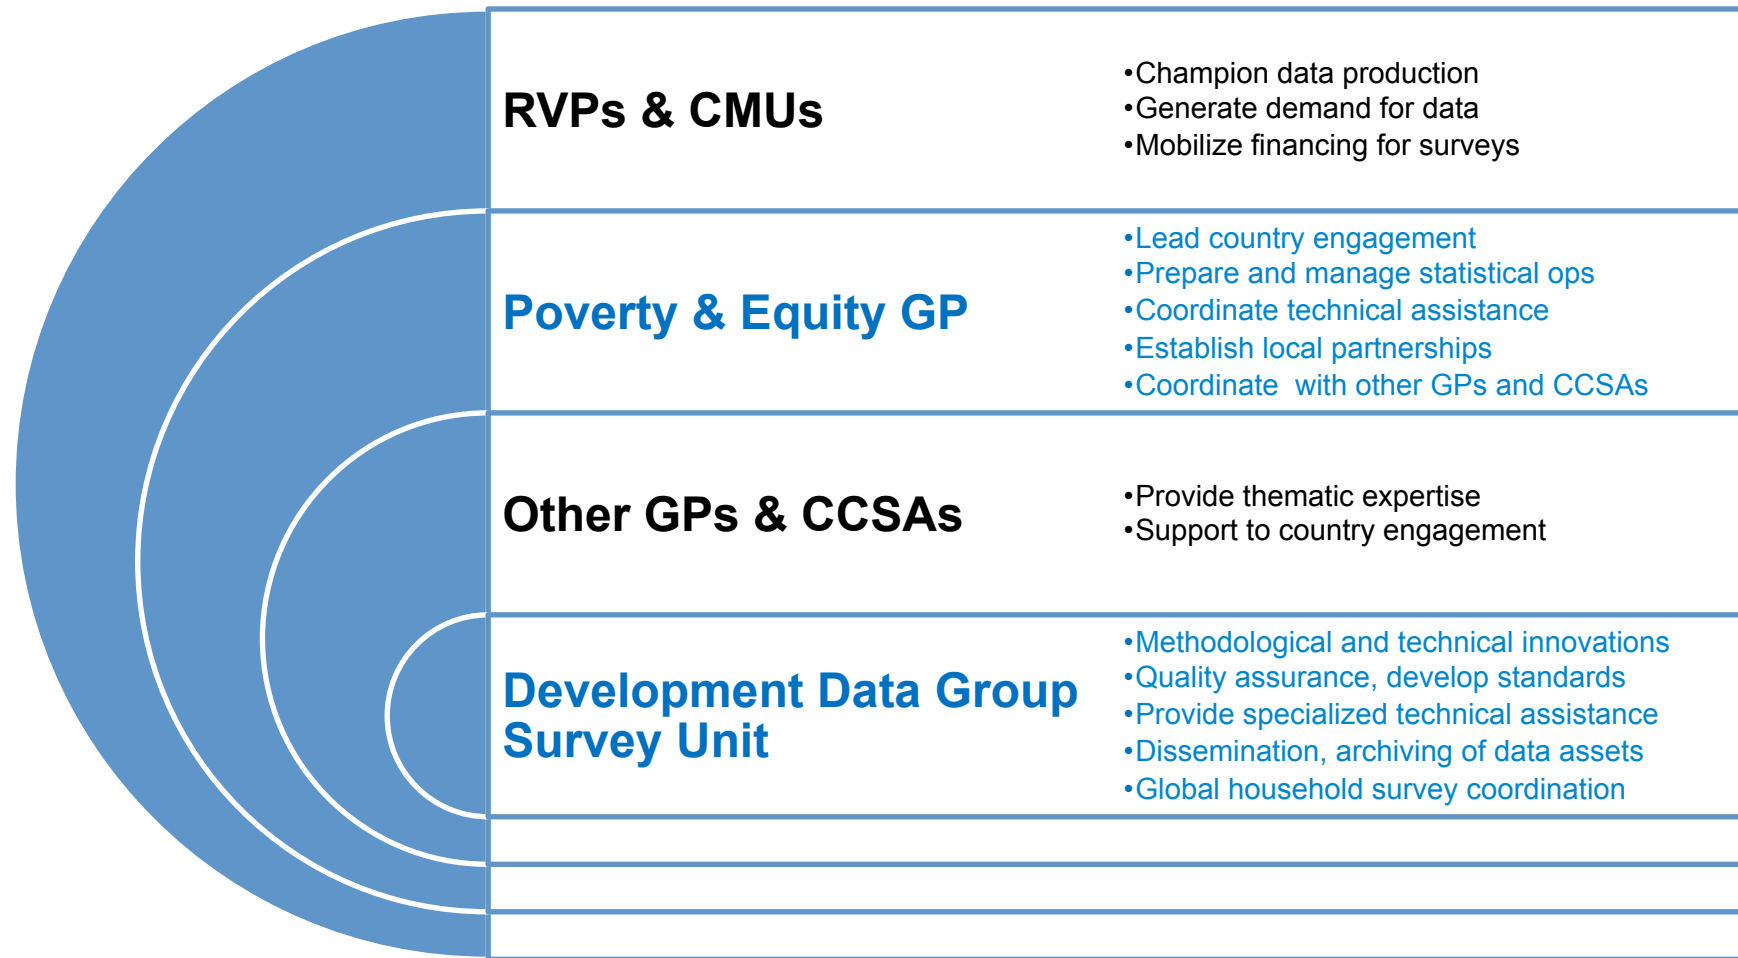 RVPs & CMUs
•Champion data production
•Generate demand for data
•Mobilize financing for surveys
Poverty & Equity GP
•Lead country engagement
•Prepare and manage statistical ops
•Coordinate technical assistance
•Establish local partnerships
•Coordinate  with other GPs and CCSAs
Other GPs & CCSAs
•Provide thematic expertise
•Support to country engagement
Development Data Group
Survey Unit
•Methodological and technical innovations
•Quality assurance, develop standards
•Provide specialized technical assistance
•Dissemination, archiving of data assets
•Global household survey coordination